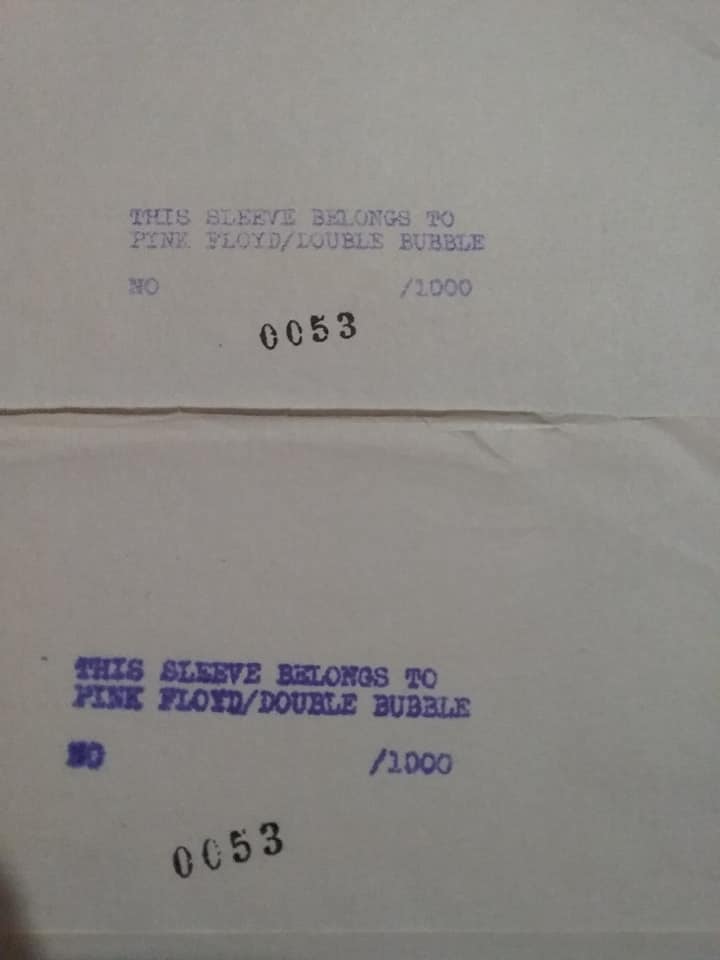 THIS SLEEVE BELONGS TO
PINK FLOYD/DOUBLE BUBBLE
NO /1000
0053
THIS SLEEVE BELONGS TO
PINK FLOYD/DOUBLE BUBBLE
NO /1000
0053